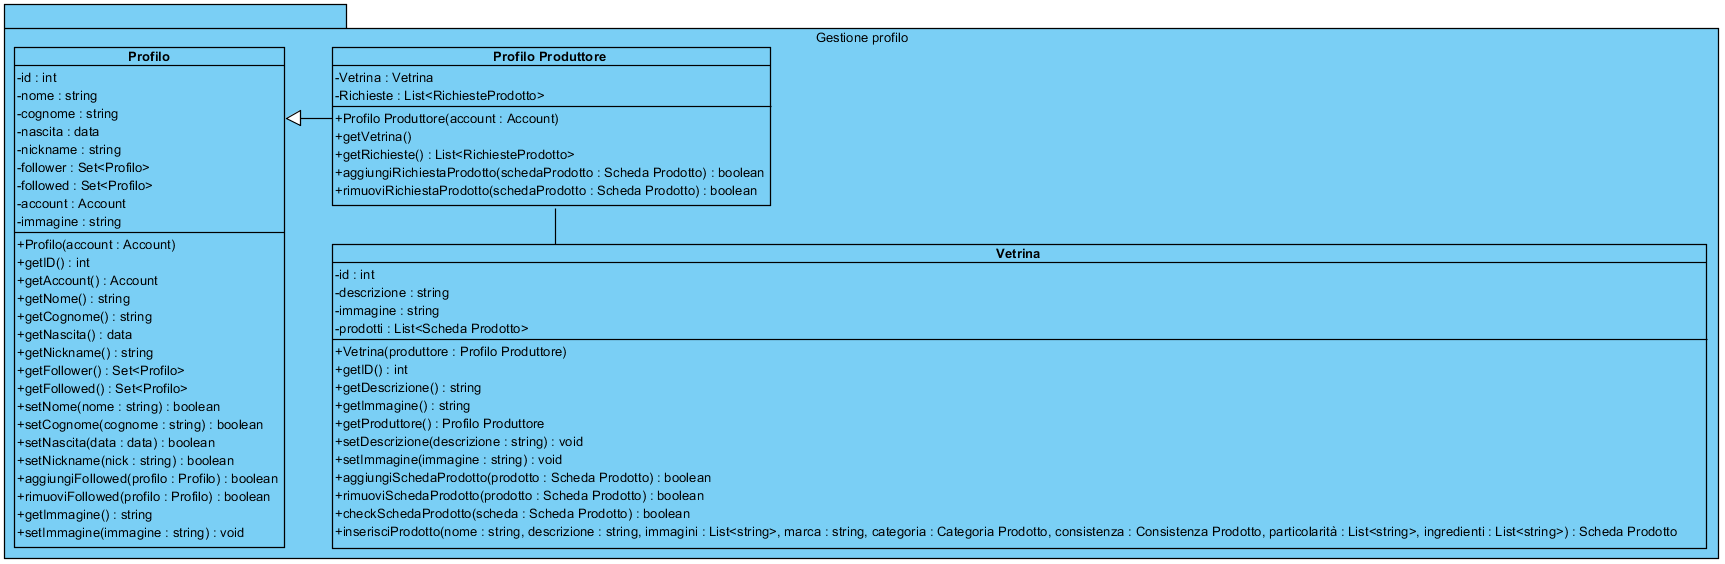 Gestione profilo
Profilo
-id : int
-nome : string
-cognome : string
-nascita : data
-nickname : string
-follower : Set<Profilo>
-followed : Set<Profilo>
-account : Account
-immagine : string
+Profilo(account : Account)
+getID() : int
+getAccount() : Account
+getNome() : string
+getCognome() : string
+getNascita() : data
+getNickname() : string
+getFollower() : Set<Profilo>
+getFollowed() : Set<Profilo>
+setNome(nome : string) : boolean
+setCognome(cognome : string) : boolean
+setNascita(data : data) : boolean
+setNickname(nick : string) : boolean
+aggiungiFollowed(profilo : Profilo) : boolean
+rimuoviFollowed(profilo : Profilo) : boolean
+getImmagine() : string
+setImmagine(immagine : string) : void
Profilo Produttore
-Vetrina : Vetrina
-Richieste : List<RichiesteProdotto>
+Profilo Produttore(account : Account)
+getVetrina()
+getRichieste() : List<RichiesteProdotto>
+aggiungiRichiestaProdotto(schedaProdotto : Scheda Prodotto) : boolean
+rimuoviRichiestaProdotto(schedaProdotto : Scheda Prodotto) : boolean
Vetrina
-id : int
-descrizione : string
-immagine : string
-prodotti : List<Scheda Prodotto>
+Vetrina(produttore : Profilo Produttore)
+getID() : int
+getDescrizione() : string
+getImmagine() : string
+getProduttore() : Profilo Produttore
+setDescrizione(descrizione : string) : void
+setImmagine(immagine : string) : void
+aggiungiSchedaProdotto(prodotto : Scheda Prodotto) : boolean
+rimuoviSchedaProdotto(prodotto : Scheda Prodotto) : boolean
+checkSchedaProdotto(scheda : Scheda Prodotto) : boolean
+inserisciProdotto(nome : string, descrizione : string, immagini : List<string>, marca : string, categoria : Categoria Prodotto, consistenza : Consistenza Prodotto, particolarità : List<string>, ingredienti : List<string>) : Scheda Prodotto